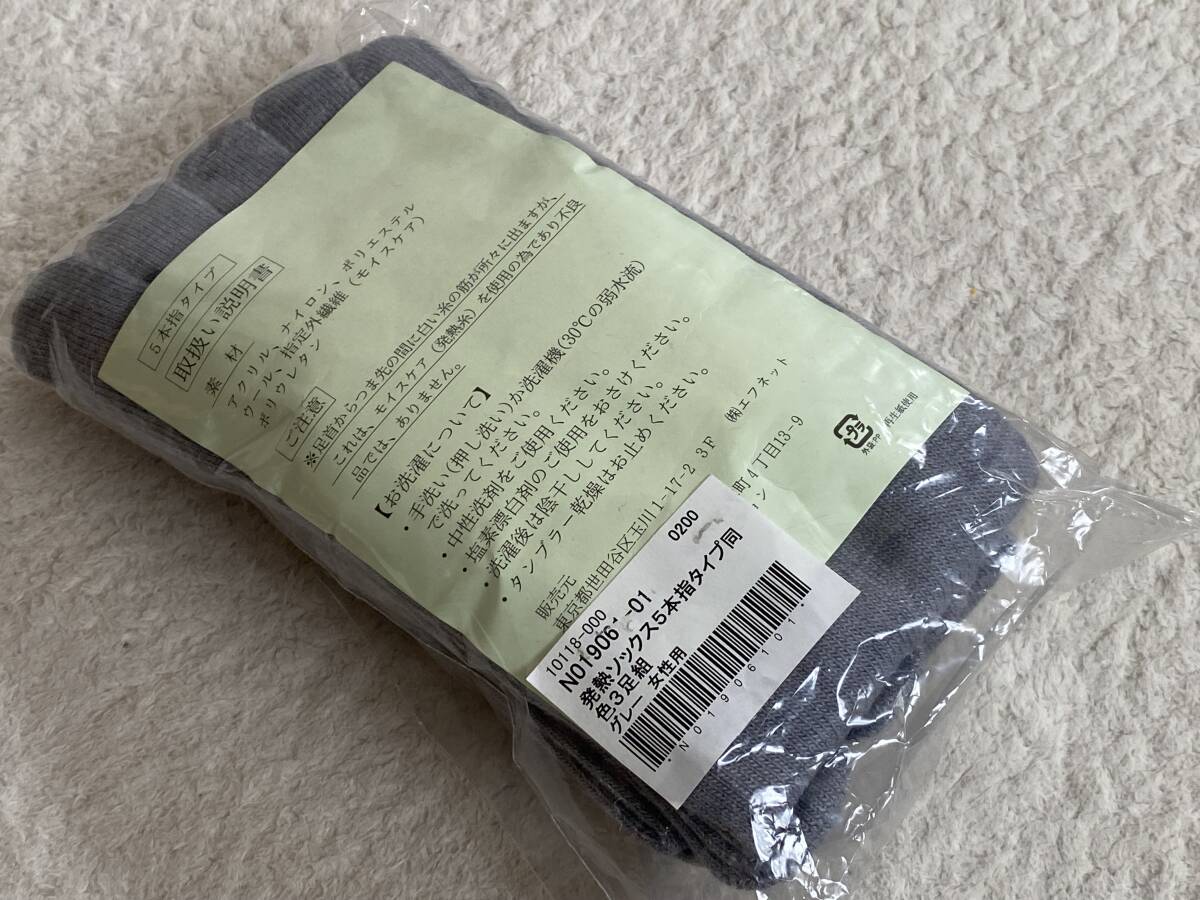 5本指タイプ
取扱い説明書
素材
アクリル、ナイロン、ポリエステル
ウール、指定外繊維(モイスケア)
ポリウレタン
ご注意
※足首からつま先の間に白い糸の筋が所々に出ますが、
これは、モイスケア(発熱糸)を使用の為であり不良
品では、ありません。
【お洗濯について】
・手洗い(押し洗い)か洗濯機(30℃の弱水流)
で洗ってください。
・中性洗剤をご使用ください。
・塩素漂白剤のご使用をおさけください。
・洗濯後は陰干ししてください。
・タンブラー乾燥はお止めください。
販売元 (株)エフネット
東京都世田谷区玉川1-17-2 3F
町4丁目13-9
ン
プラ
外袋PP
再生紙使用
10118-000 0200
N019061-01
発熱ソックス5本指タイプ同
色3足組
グレー 女性用
*N01906101*